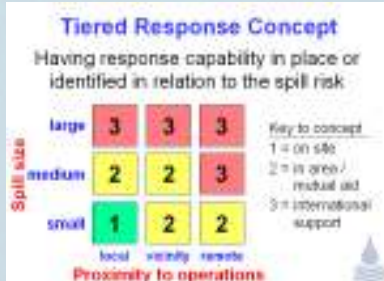 Tiered Response Concept
Having response capability in place or
identified in relation to the spill risk
large 3 3 3
Key to concept
1 = on site
2 = in area /
mutual aid
3 = international
support
medium 2 2 3
small 1 2 2
Spill size
local vicinity remote
Proximity to operations